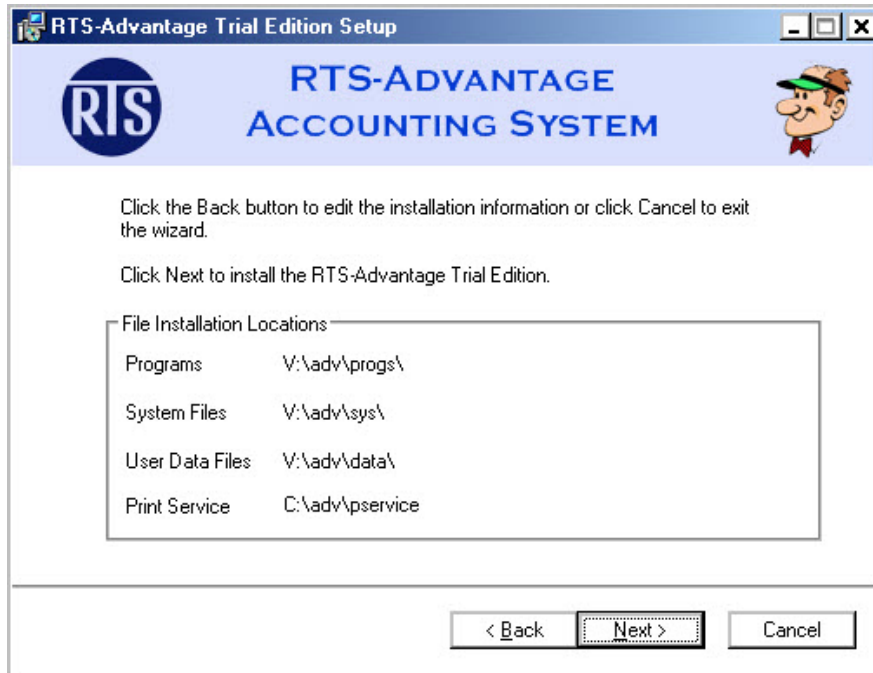 RTS-Advantage Trial Edition Setup
RTS
RTS-ADVANTAGE
ACCOUNTING SYSTEM
Click the Back button to edit the installation information or click Cancel to exit
the wizard.
Click Next to install the RTS-Advantage Trial Edition.
File Installation Locations
Programs V:\adv\progs\
System Files V:\adv\sys\
User Data Files V:\adv\data\
Print Service C:\adv\pservice
< Back Next > Cancel